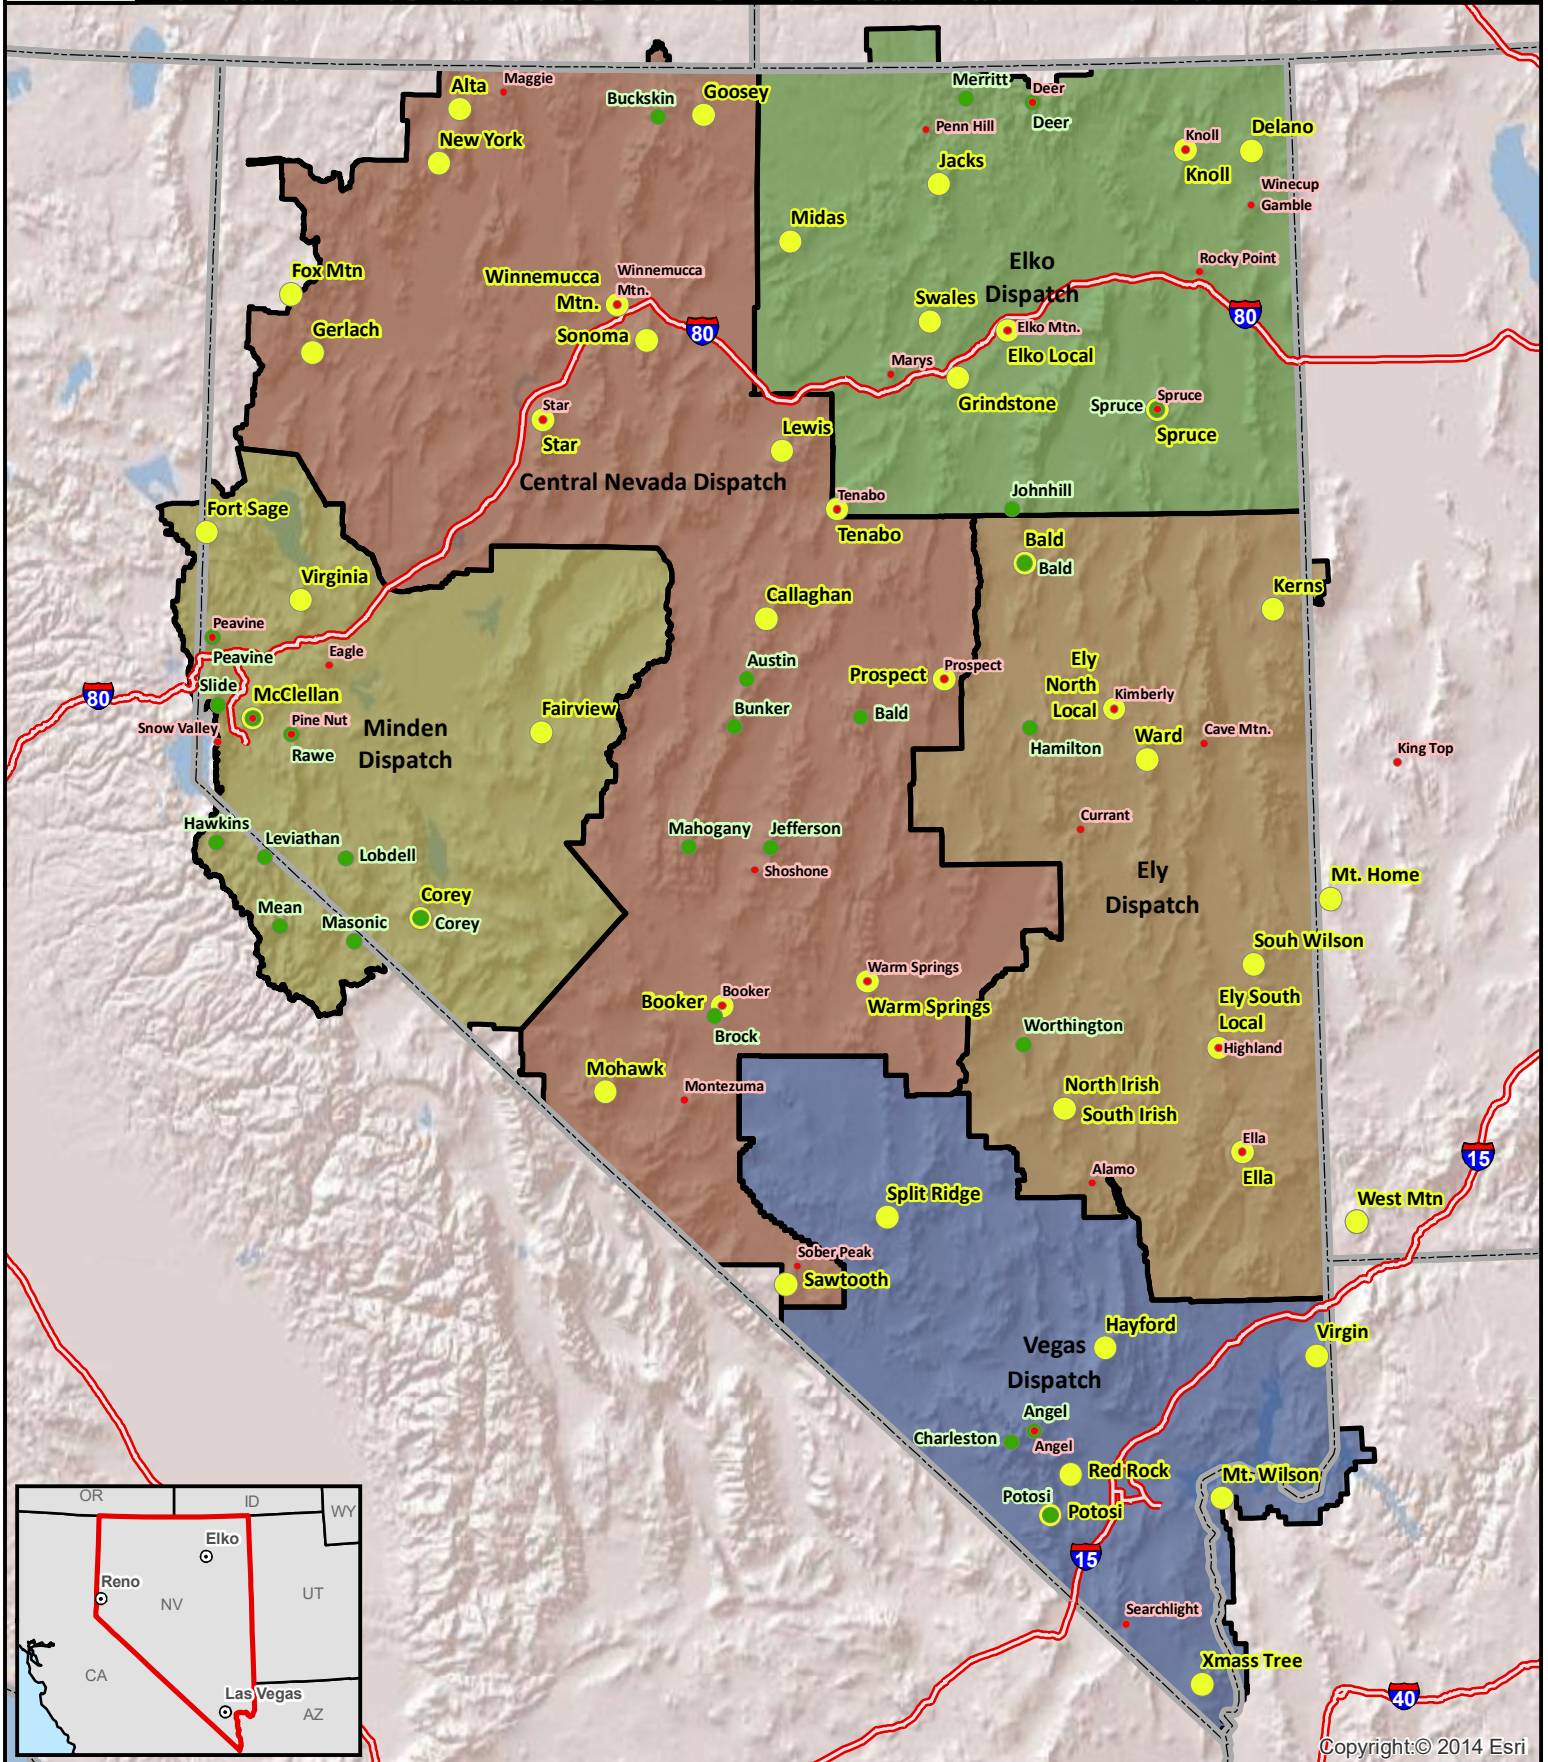 Maggie
Alta
Buckskin
Goosey
New York
Merritt
Deer
Deer
Penn Hill
Jacks
Knoll
Knoll
Delano
Winecup
Gamble
Midas
Fox Mtn
Gerlach
Winnemucca
Mtn.
Winnemucca
Mtn.
Sonoma
80
Elko
Dispatch
Rocky Point
Swales
Elko Mtn.
Elko Local
80
Marys
Grindstone
Star
Star
Lewis
Spruce
Spruce
Spruce
Central Nevada Dispatch
Tenabo
Tenabo
Johnhill
Fort Sage
Virginia
Bald
Bald
Kerns
Callaghan
Peavine
Peavine
Eagle
Slide
McClellan
80
Snow Valley
Pine Nut
Rawe
Minden
Dispatch
Fairview
Austin
Bunker
Prospect
Prospect
Bald
Ely
North
Local
Kimberly
Hamilton
Ward
Cave Mtn.
King Top
Currant
Hawkins
Leviathan
Lobdell
Mahogany
Jefferson
Shoshone
Ely
Dispatch
Mt. Home
Corey
Corey
Mean
Masonic
Souh Wilson
Warm Springs
Warm Springs
Booker
Booker
Brock
Ely South
Local
Highland
Worthington
Mohawk
Montezuma
North Irish
South Irish
Ella
Ella
Alamo
15
West Mtn
Split Ridge
Sober Peak
Sawtooth
Hayford
Vegas
Dispatch
Virgin
Angel
Angel
Charleston
Red Rock
Mt. Wilson
Potosi
Potosi
15
Searchlight
Xmass Tree
40
OR
ID
WY
Elko
Reno
NV
UT
CA
Las Vegas
AZ
Copyright:© 2014 Esri